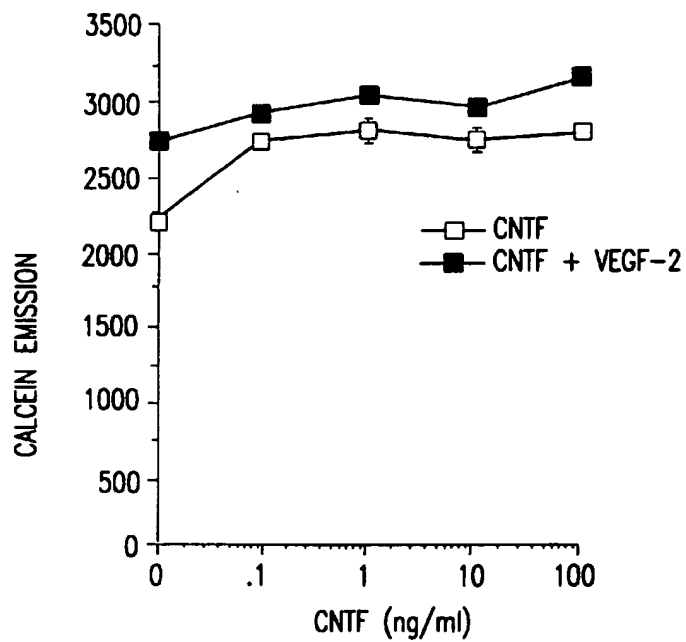 3500
3000
2500
2000
1500
1000
500
0
CALCEIN EMISSION
CNTF
CNTF + VEGF-2
0 .1 1 10 100
CNTF (ng/ml)